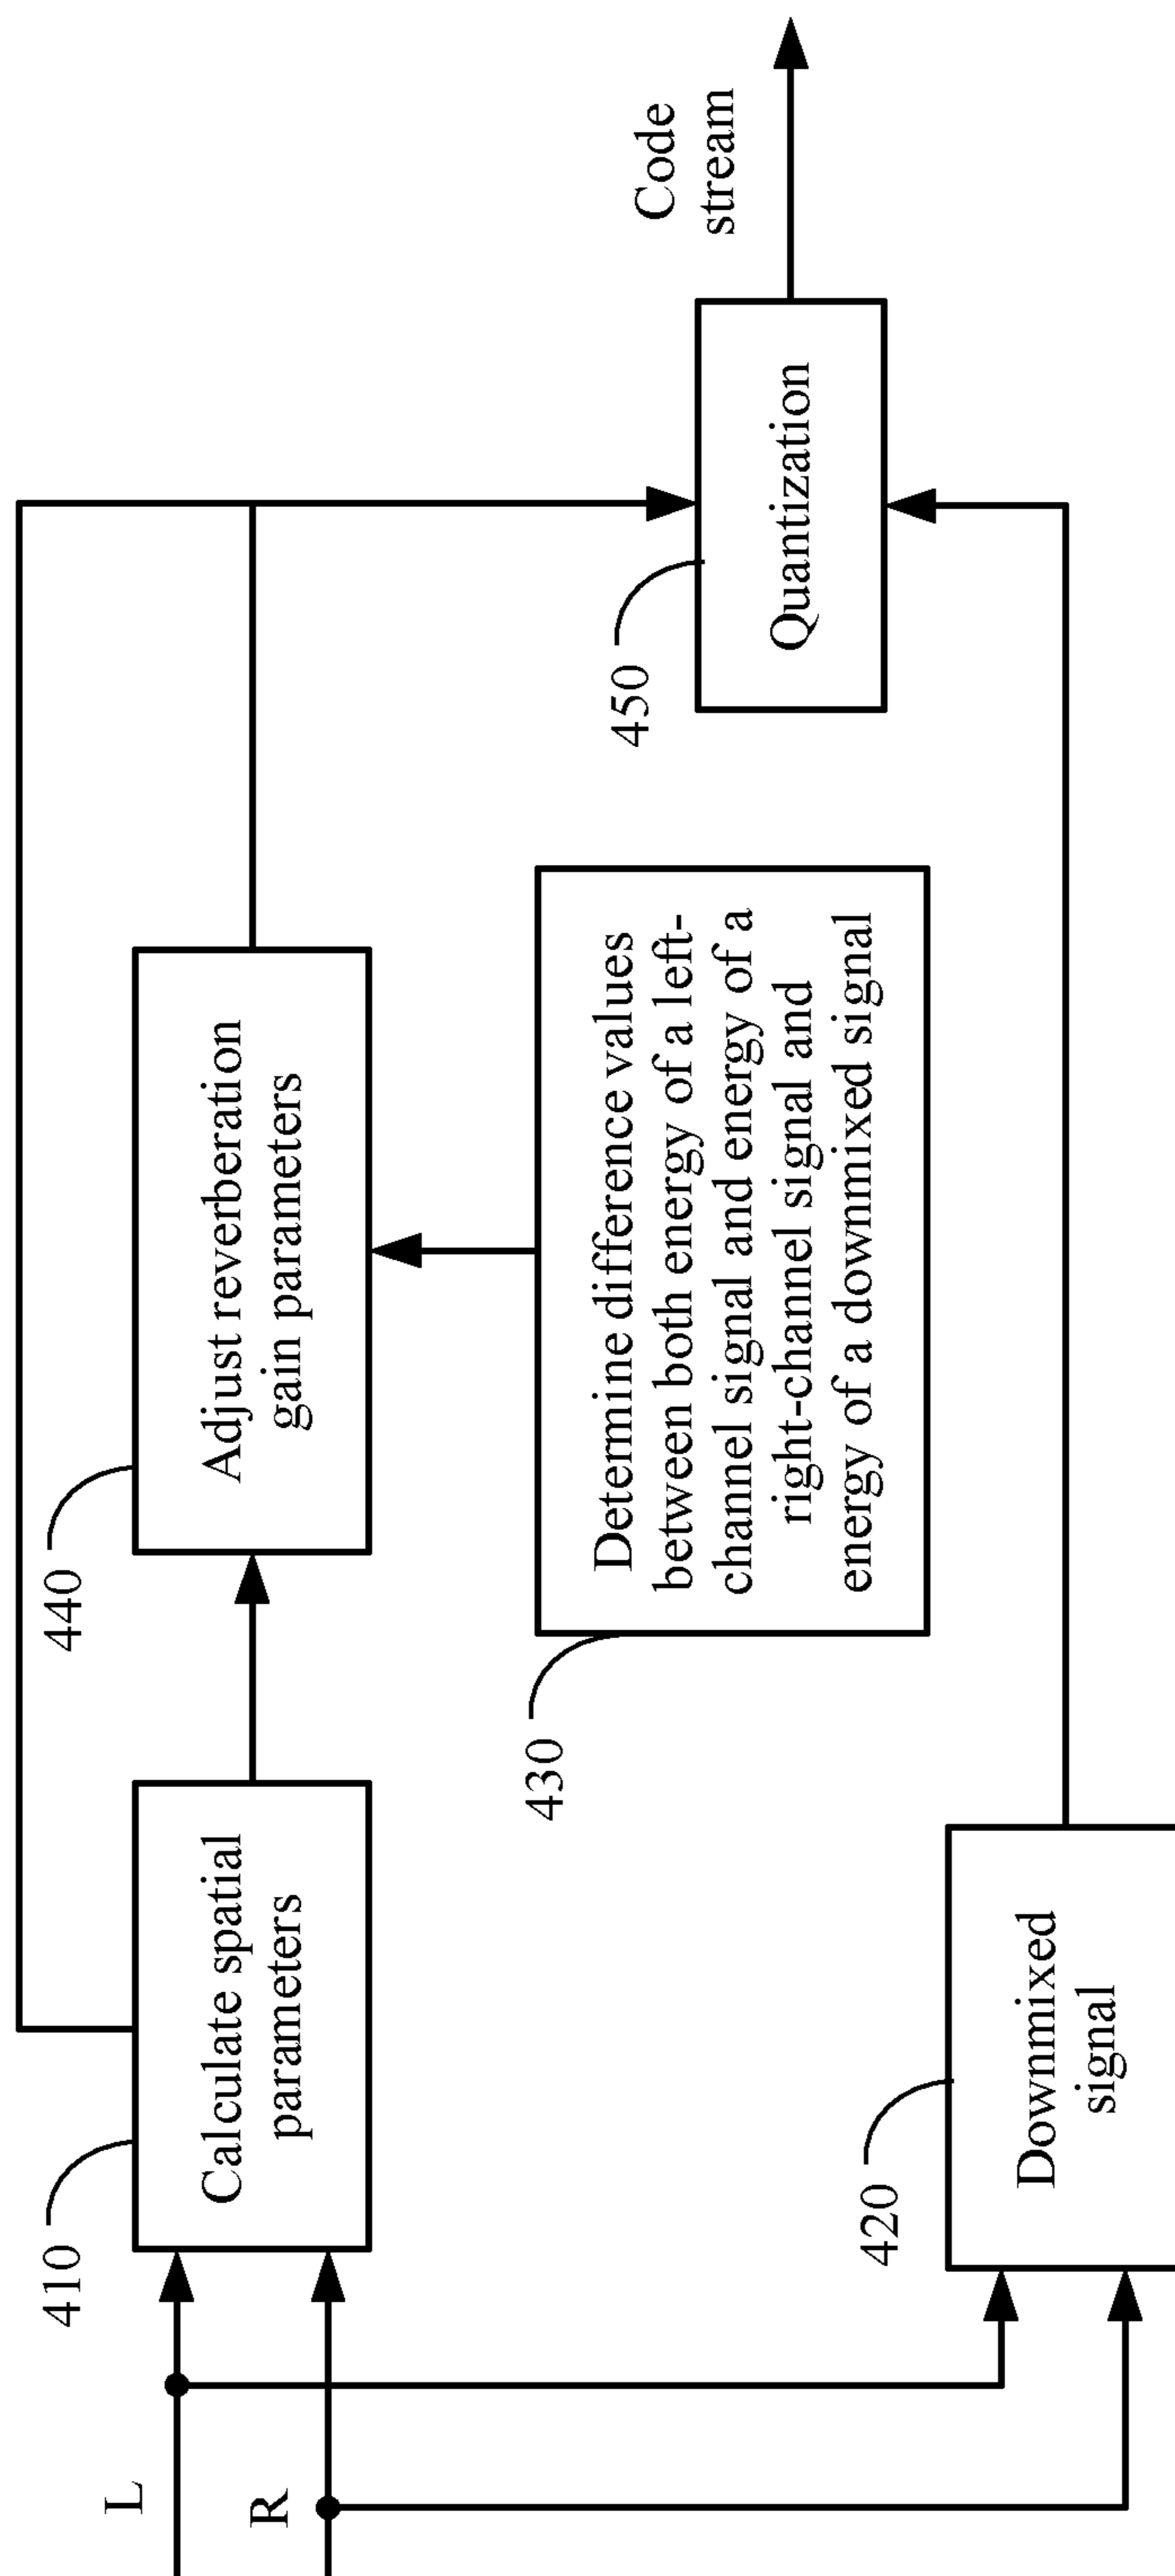 L
R
410
Calculate spatial
parameters
440
Adjust reverberation
gain parameters
430
Determine difference values
between both energy of a left-
channel signal and energy of a
right-channel signal and
energy of a downmixed signal
420
Downmixed
signal
450
Quantization
Code
stream